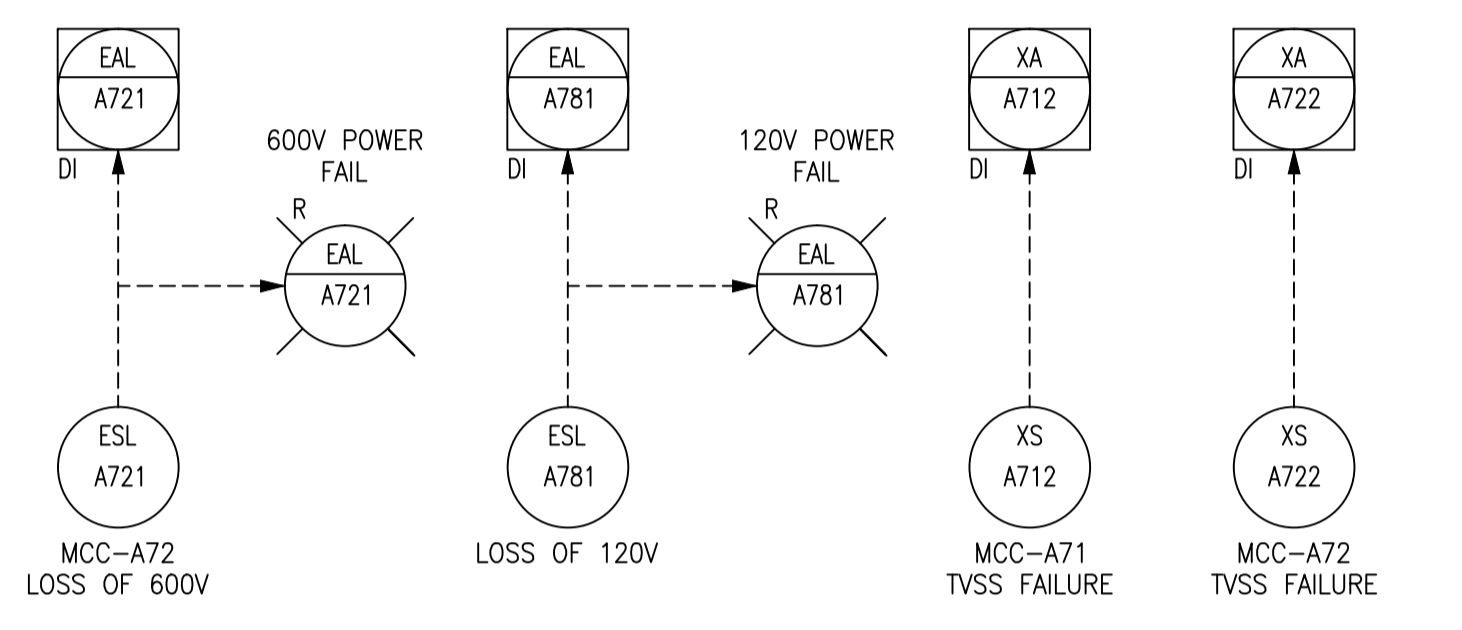 EAL
A721
DI
600V POWER
FAIL
R
EAL
A721
ESL
A721
MCC-A72
LOSS OF 600V
EAL
A781
DI
120V POWER
FAIL
R
EAL
A781
ESL
A781
LOSS OF 120V
XA
A712
DI
XS
A712
MCC-A71
TVSS FAILURE
XA
A722
DI
XS
A722
MCC-A72
TVSS FAILURE